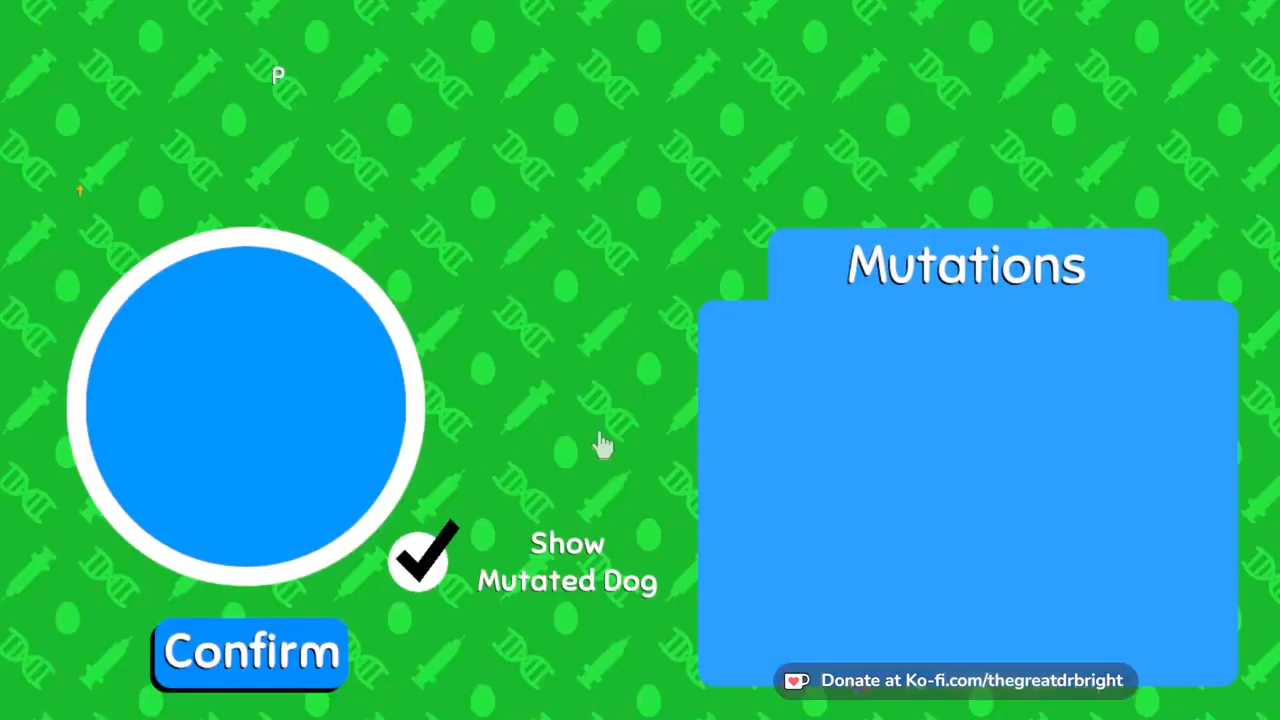 P
Mutations
Show
Mutated Dog
Confirm
Donate at Ko-fi.com/thegreatdrbright